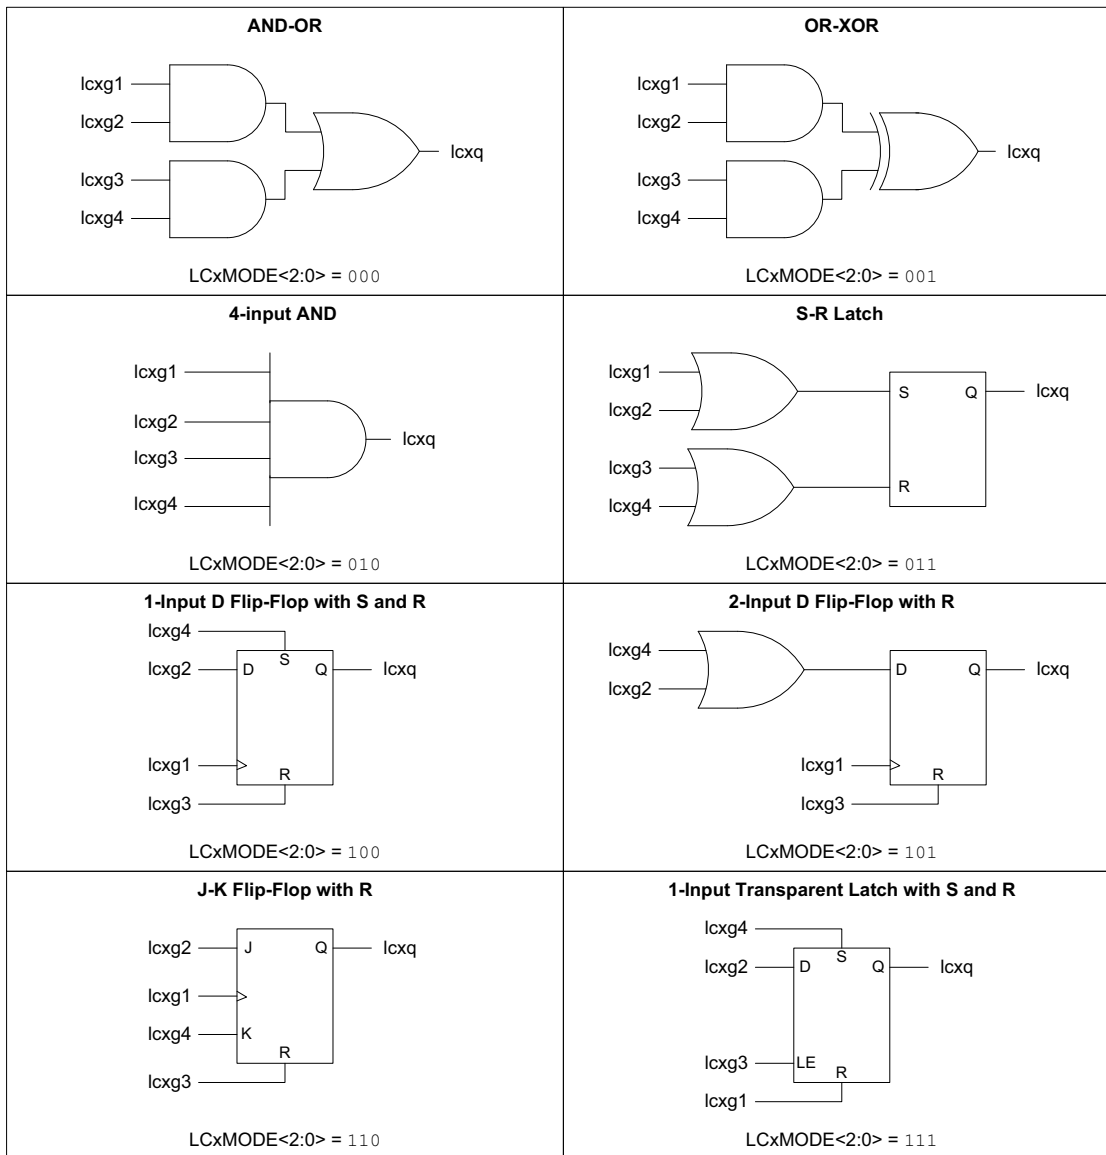 AND-OR
lcxg1
lcxg2
lcxg3
lcxg4
lcxq
LCxMODE<2:0> = 000
OR-XOR
lcxg1
lcxg2
lcxg3
lcxg4
lcxq
LCxMODE<2:0> = 001
4-input AND
lcxg1
lcxg2
lcxg3
lcxg4
lcxq
LCxMODE<2:0> = 010
S-R Latch
lcxg1
lcxg2
S Q lcxq
lcxg3
lcxg4
R
LCxMODE<2:0> = 011
1-Input D Flip-Flop with S and R
lcxg4
S
lcxg2 D Q lcxq
lcxg1
R
lcxg3
LCxMODE<2:0> = 100
2-Input D Flip-Flop with R
lcxg4
lcxg2
D Q lcxq
lcxg1
R
lcxg3
LCxMODE<2:0> = 101
J-K Flip-Flop with R
lcxg2 J Q lcxq
lcxg1
lcxg4 K
R
lcxg3
LCxMODE<2:0> = 110
1-Input Transparent Latch with S and R
lcxg4
S
lcxg2 D Q lcxq
lcxg3 LE
R
lcxg1
LCxMODE<2:0> = 111